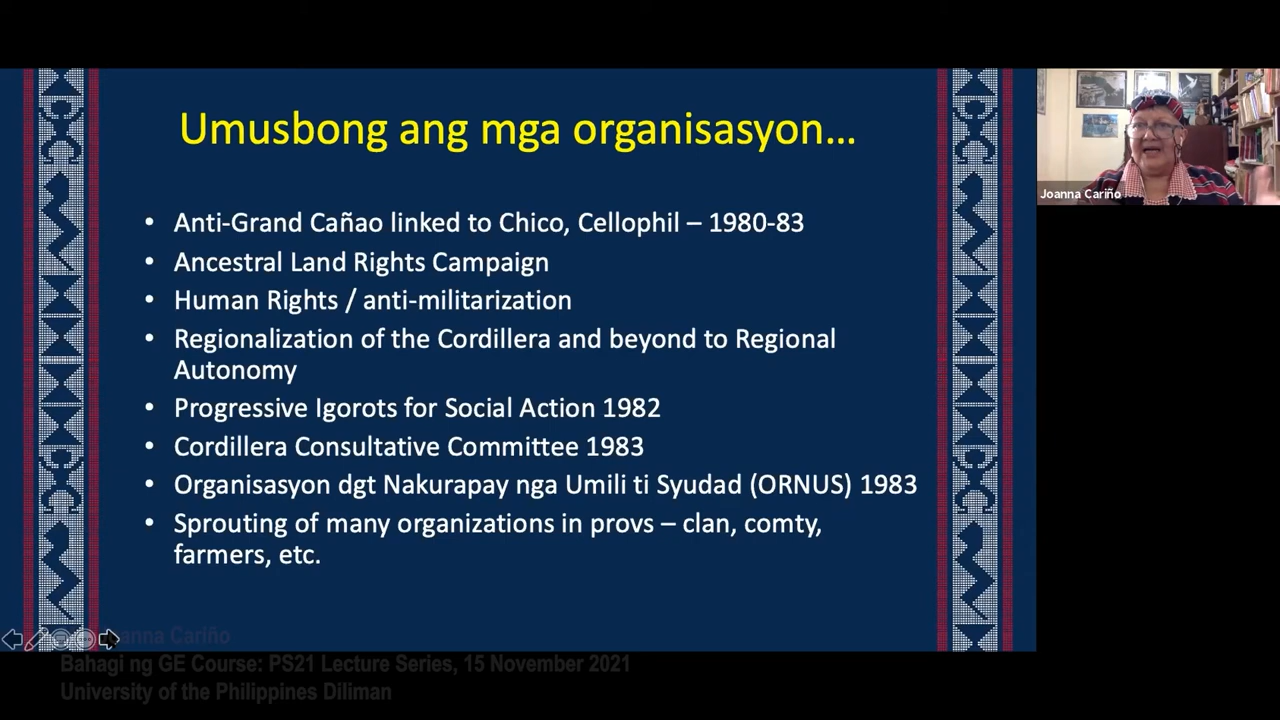 Umusbong ang mga organisasyon...
• Anti-Grand Cañao linked to Chico, Cellophil – 1980-83
• Ancestral Land Rights Campaign
• Human Rights / anti-militarization
• Regionalization of the Cordillera and beyond to Regional
Autonomy
• Progressive Igorots for Social Action 1982
• Cordillera Consultative Committee 1983
• Organisasyon dgt Nakurapay nga Umili ti Syudad (ORNUS) 1983
• Sprouting of many organizations in provs – clan, comty,
farmers, etc.
Joanna Cariño
anna Cariño
Bahagi ng GE Course: PS21 Lecture Series, 15 November 2021
University of the Philippines Diliman